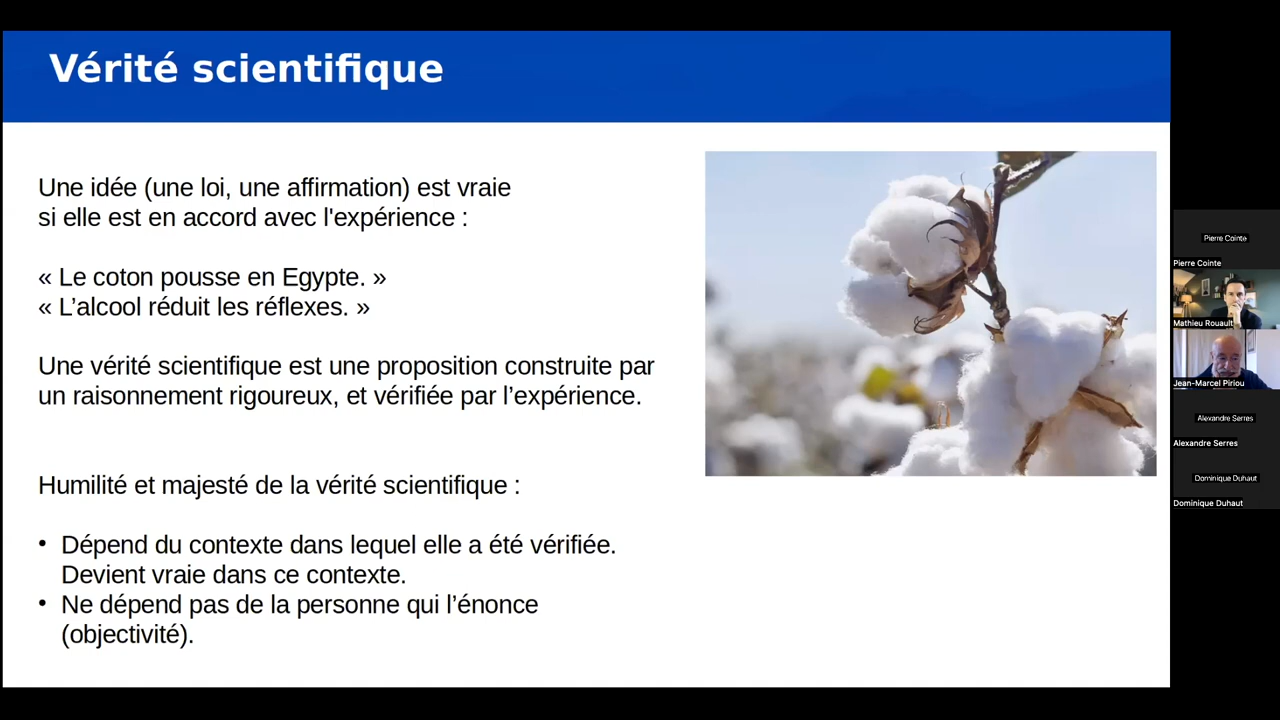 Vérité scientifique
Une idée (une loi, une affirmation) est vraie
si elle est en accord avec l'expérience :
« Le coton pousse en Egypte. »
« L’alcool réduit les réflexes. »
Une vérité scientifique est une proposition construite par
un raisonnement rigoureux, et vérifiée par l’expérience.
Humilité et majesté de la vérité scientifique :
• Dépend du contexte dans lequel elle a été vérifiée.
Devient vraie dans ce contexte.
• Ne dépend pas de la personne qui l’énonce
(objectivité).
Pierre Cointe
Pierre Cointe
Mathieu Rouault
Jean-Marcel Piriou
Alexandre Serres
Alexandre Serres
Dominique Duhaut
Dominique Duhaut